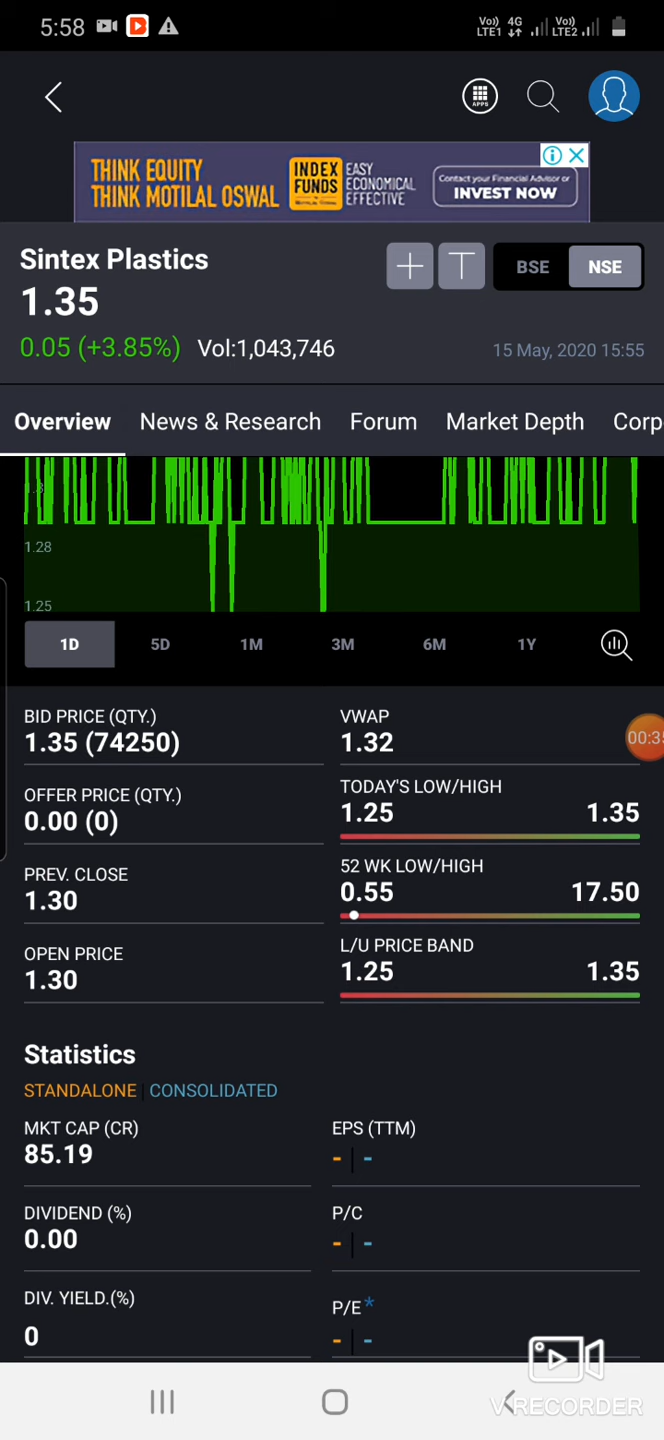 5:58
Vo)) 4G Vo))
LTE1 LTE2
APPS
THINK EQUITY
THINK MOTILAL OSWAL
INDEX
FUNDS
EASY
ECONOMICAL
EFFECTIVE
Contact your Financial Advisor or
INVEST NOW
Sintex Plastics
BSE NSE
1.35
0.05 (+3.85%) Vol:1,043,746
15 May, 2020 15:55
Overview News & Research Forum Market Depth Corp
1.28
1.25
1D 5D 1M 3M 6M 1Y
BID PRICE (QTY.)
1.35 (74250)
VWAP
1.32
00:35
OFFER PRICE (QTY.)
0.00 (0)
TODAY'S LOW/HIGH
1.25 1.35
PREV. CLOSE
1.30
52 WK LOW/HIGH
0.55 17.50
OPEN PRICE
1.30
L/U PRICE BAND
1.25 1.35
Statistics
STANDALONE CONSOLIDATED
MKT CAP (CR)
85.19
EPS (TTM)
- | -
DIVIDEND (%)
0.00
P/C
- | -
DIV. YIELD.(%)
0
P/E*
- | -
V RECORDER